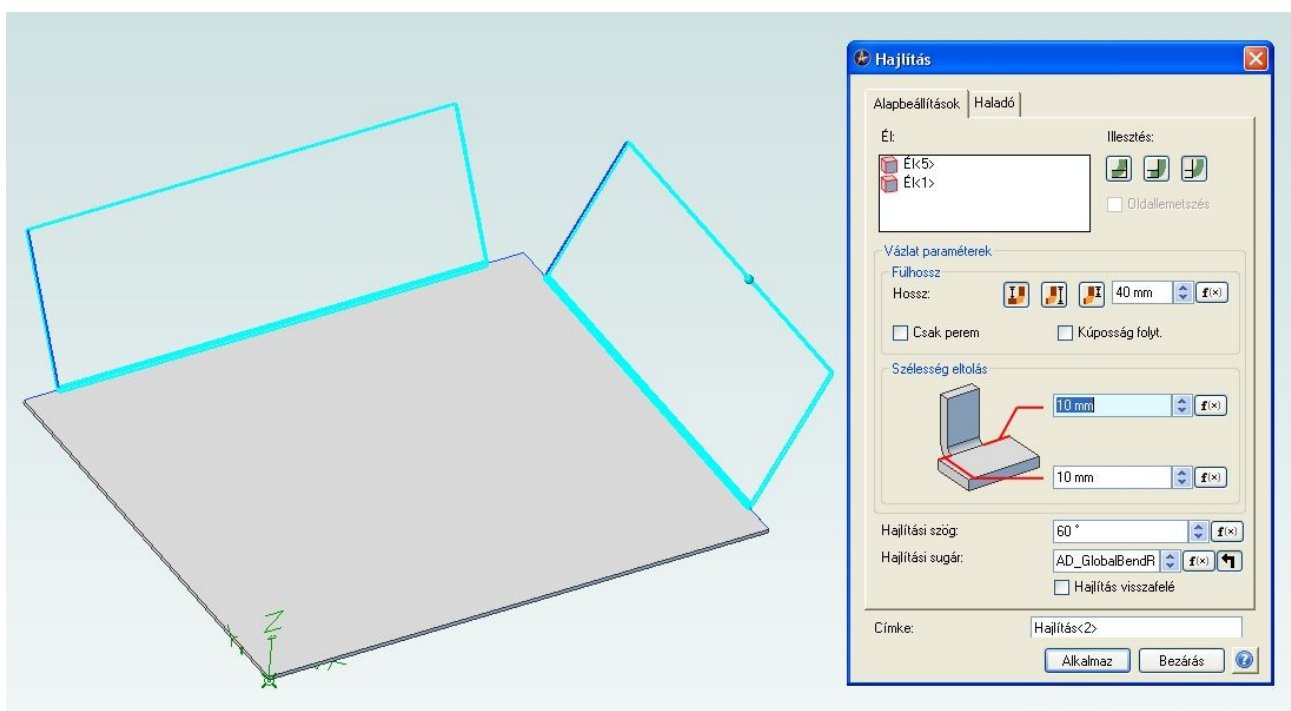 Hajlítás
Alapbeállítások Haladó
Él: Illesztés:
Él<5>
Él<1>
Oldallemetszés
Vázlat paraméterek
Fülhossz
Hossz: 40 mm f(×)
Csak perem Kúposság folyt.
Szélesség eltolás
10 mm f(×)
10 mm f(×)
Hajlítási szög: 60 ° f(×)
Hajlítási sugár: AD_GlobalBendR f(×)
Hajlítás visszafelé
Címke: Hajlítás<2>
Alkalmaz Bezárás ?
Z